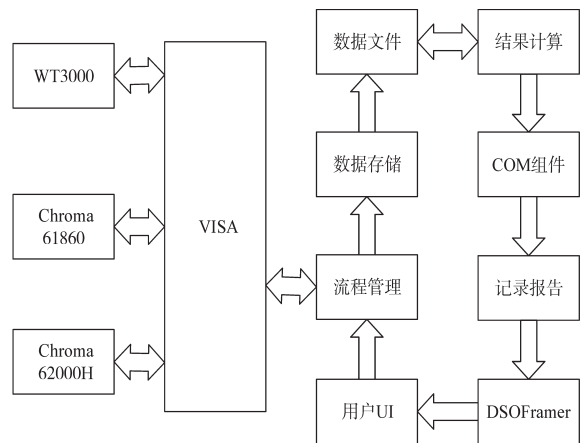 数据文件
结果计算
WT3000
数据存储
COM组件
Chroma
61860
VISA
流程管理
记录报告
Chroma
62000H
用户UI
DSOFramer